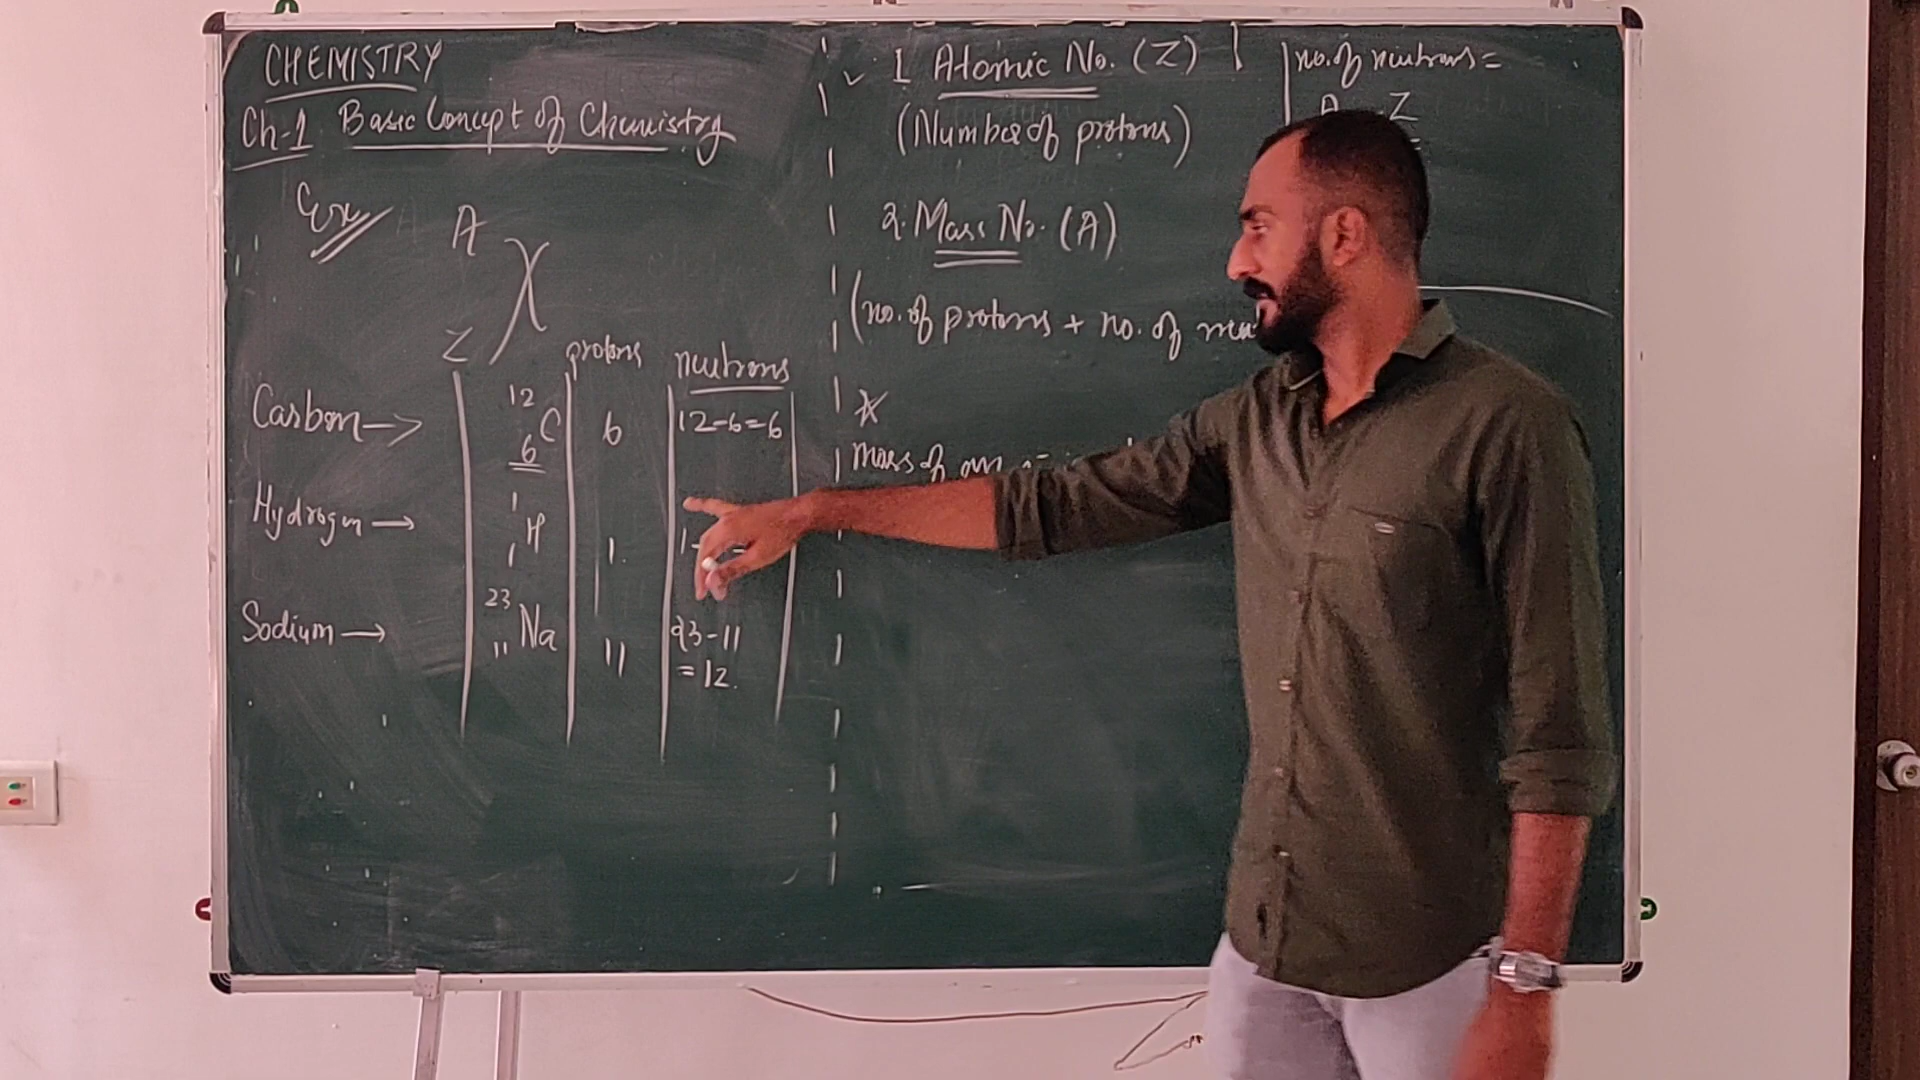 CHEMISTRY
Ch-1 Basic Concept of Chemistry
Ex
A
X
Z
protons
neutrons
Carbon →
12
C
6
6
12-6=6
Hydrogen →
1
H
1
1.
1-
Sodium →
23
Na
11
11
23-11
=12.
1 Atomic No. (Z)
(Number of protons)
2. Mass No. (A)
(no. of protons + no. of
Mass of an
no. of neutrons =
A Z